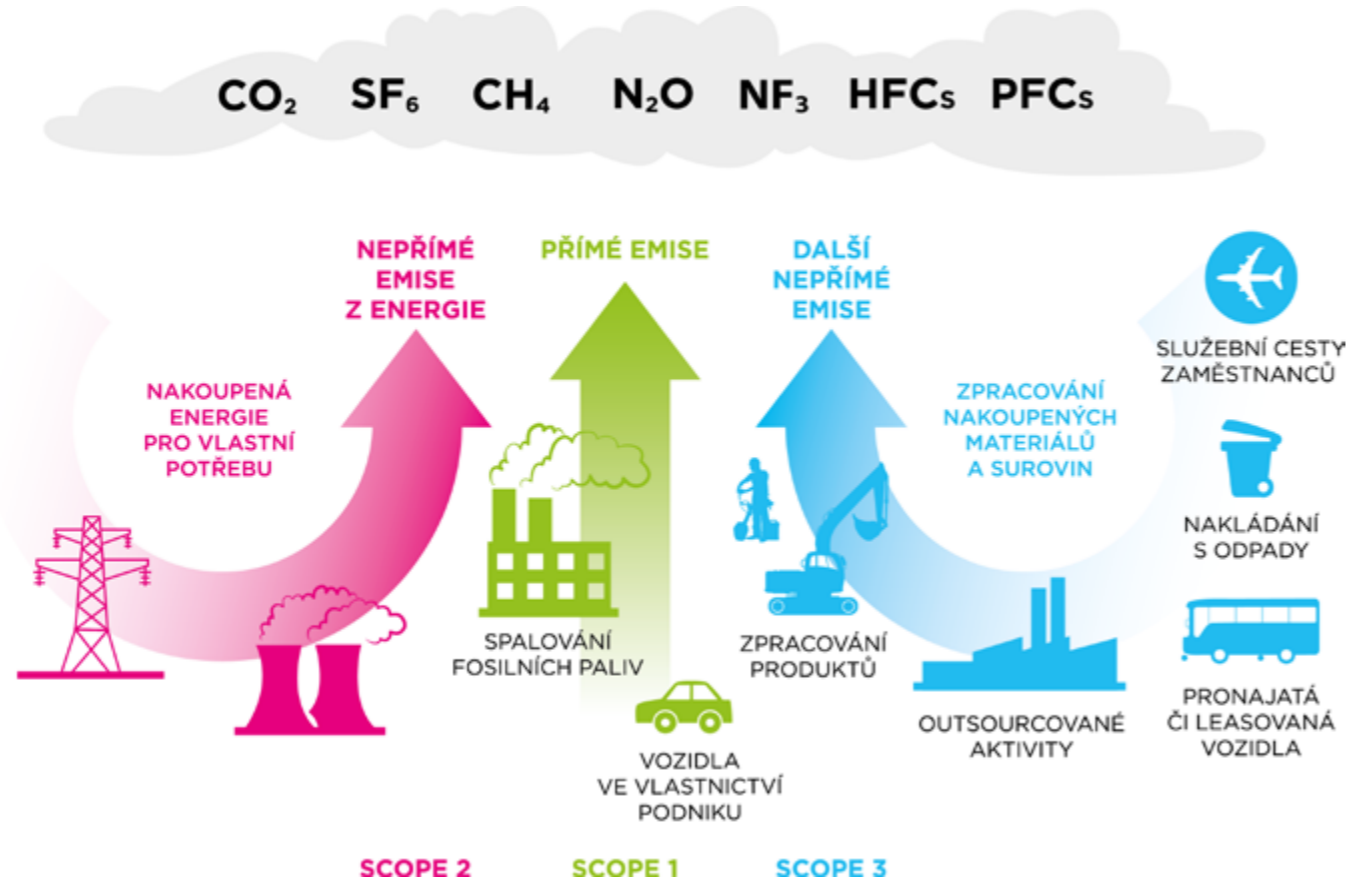 CO₂ SF₆ CH₄ N₂O NF₃ HFCs PFCs
NEPŘÍMÉ
EMISE
Z ENERGIE
PŘÍMÉ EMISE
DALŠÍ
NEPŘÍMÉ
EMISE
NAKOUPENÁ
ENERGIE
PRO VLASTNÍ
POTŘEBU
ZPRACOVÁNÍ
NAKOUPENÝCH
MATERIÁLŮ
A SUROVIN
SLUŽEBNÍ CESTY
ZAMĚSTNANCŮ
NAKLÁDÁNÍ
S ODPADY
SPALOVÁNÍ
FOSILNÍCH PALIV
ZPRACOVÁNÍ
PRODUKTŮ
OUTSOURCOVANÉ
AKTIVITY
PRONAJATÁ
ČI LEASOVANÁ
VOZIDLA
VOZIDLA
VE VLASTNICTVÍ
PODNIKU
SCOPE 2 SCOPE 1 SCOPE 3